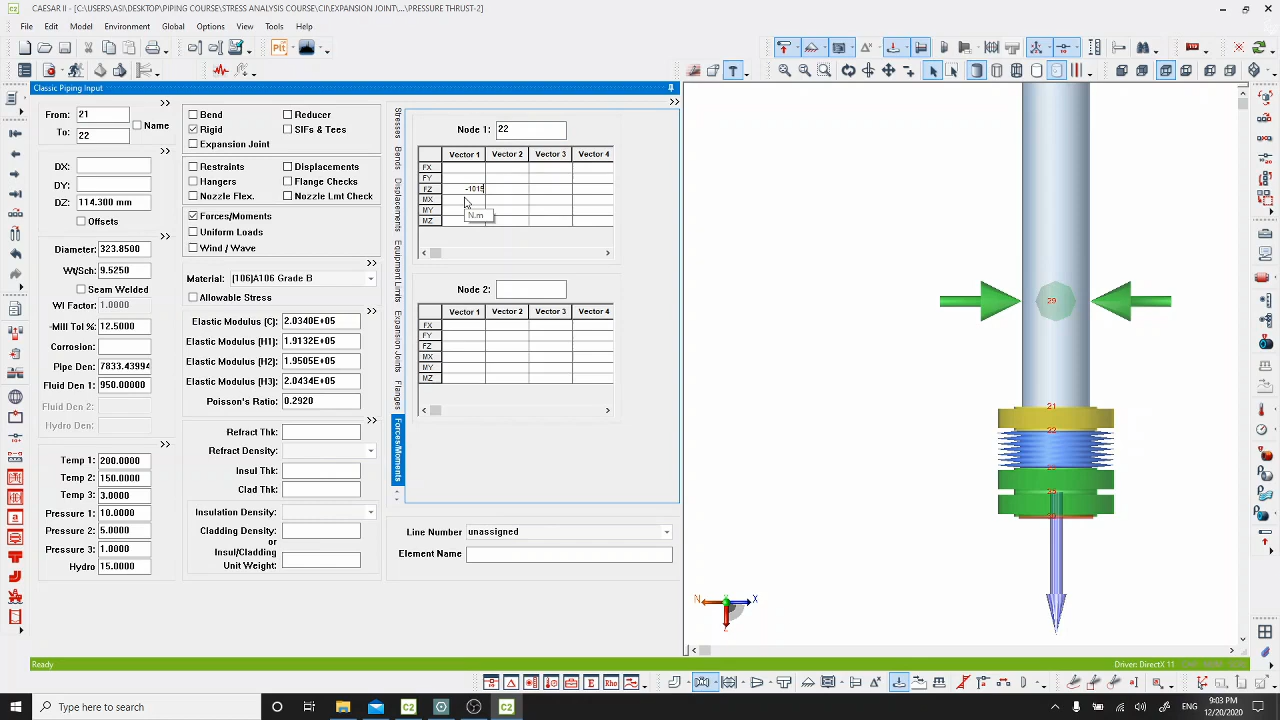 CAESAR II - [C:\USERS\ASI\DESKTOP\PIPING FORCES\STRESS ANALYSIS COURSE\CI\EXPANSION JOINT\...\PRESSURE THRUST-2]
File Edit Model Environment Global Options View Tools Help
Classic Piping Input
From: 21
To: 22
Name
DX:
DY:
DZ: 114.300 mm
Offsets
Diameter: 323.8500
Wt/Sch: 9.5250
Seam Welded
WI Factor: 1.0000
-Mill Tol %: 12.5000
Corrosion:
Pipe Den: 7833.43994
Fluid Den 1: 950.00000
Fluid Den 2:
Hydro Den:
Temp 1: 200.0000
Temp 2: 150.0000
Temp 3: 3.0000
Pressure 1: 10.0000
Pressure 2: 5.0000
Pressure 3: 1.0000
Hydro 15.0000
Bend Reducer
Rigid SIFs & Tees
Expansion Joint
Restraints Displacements
Hangers Flange Checks
Nozzle Flex. Nozzle Lmt Check
Forces/Moments
Uniform Loads
Wind / Wave
Material: (106)A106 Grade B
Allowable Stress
Elastic Modulus (C): 2.0340E+05
Elastic Modulus (H1): 1.9132E+05
Elastic Modulus (H2): 1.9505E+05
Elastic Modulus (H3): 2.0434E+05
Poisson's Ratio: 0.2920
Refract Thk:
Refract Density:
Insul Thk:
Clad Thk:
Insulation Density:
Cladding Density:
or
Insul/Cladding
Unit Weight:
Stresses
Bends
Displacements
Equipment Limits
Expansion Joints
Flanges
Forces/Moments
Node 1: 22
Vector 1 Vector 2 Vector 3 Vector 4
FX
FY
FZ -1015
MX
MY
MZ
N.m
Node 2:
Vector 1 Vector 2 Vector 3 Vector 4
FX
FY
FZ
MX
MY
MZ
Line Number unassigned
Element Name
29
21
22
N X
Ready
Driver: DirectX 11
Type here to search
9:03 PM
12/20/2020